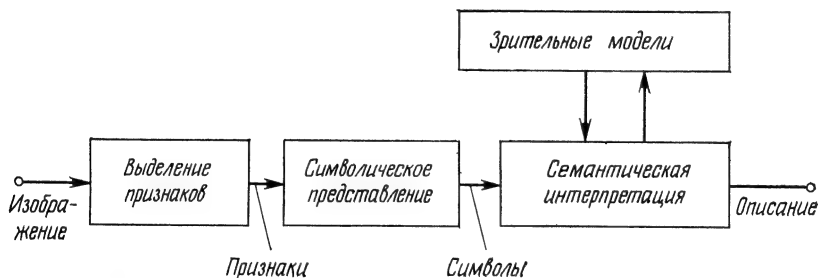 Зрительные модели
Выделение
признаков
Символическое
представление
Семантическая
интерпретация
Изобра-
жение
Описание
Признаки
Символы